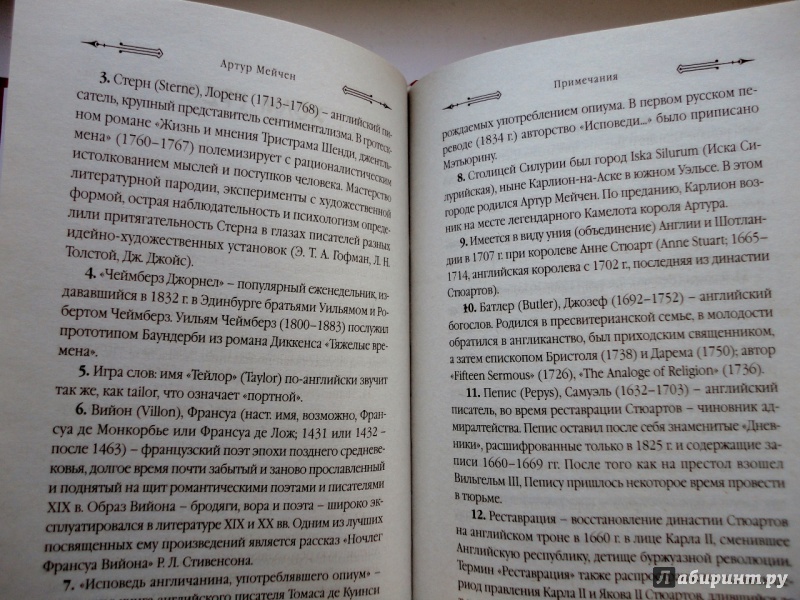 Артур Мейчен
3. Стерн (Sterne), Лоренс (1713–1768) – английский пи-
сатель, крупный представитель сентиментализма. В гротеск-
ном романе «Жизнь и мнения Тристрама Шенди, джентль-
мена» (1760–1767) полемизирует с рационалистическим
истолкованием мыслей и поступков человека. Мастерство
литературной пародии, эксперименты с художественной
формой, острая наблюдательность и психологизм опреде-
лили притягательность Стерна в глазах писателей разных
идейно-художественных установок (Э. Т. А. Гофман, Л. Н.
Толстой, Дж. Джойс).
4. «Чеймберз Джорнел» – популярный еженедельник, из-
дававшийся в 1832 г. в Эдинбурге братьями Уильямом и Ро-
бертом Чеймберз. Уильям Чеймберз (1800–1883) послужил
прототипом Баундерби из романа Диккенса «Тяжелые вре-
мена».
5. Игра слов: имя «Тейлор» (Taylor) по-английски звучит
так же, как tailor, что означает «портной».
6. Вийон (Villon), Франсуа (наст. имя, возможно, Фран-
суа де Монкорбье или Франсуа де Лож; 1431 или 1432 –
после 1463) – французский поэт эпохи позднего средневе-
ковья, долгое время почти забытый и заново прославленный
и поднятый на щит романтическими поэтами и писателями
XIX в. Образ Вийона – бродяги, вора и поэта – широко экс-
плуатировался в литературе XIX и XX вв. Одним из лучших
посвященных ему произведений является рассказ «Ночлег
Франсуа Вийона» Р. Л. Стивенсона.
7. «Исповедь англичанина, употреблявшего опиум» –
английского писателя Томаса де Куинси
Примечания
рождаемых употреблением опиума. В первом русском пе-
реводе (1834 г.) авторство «Исповеди...» было приписано
Мэтьюрину.
8. Столицей Силурии был город Iska Silurum (Иска Си-
лурийская), ныне Карлион-на-Аске в южном Уэльсе. В этом
городе родился Артур Мейчен. По преданию, Карлион воз-
ник на месте легендарного Камелота короля Артура.
9. Имеется в виду уния (объединение) Англии и Шотлан-
дии в 1707 г. при королеве Анне Стюарт (Anne Stuart; 1665–
1714, английская королева с 1702 г., последняя из династии
Стюартов).
10. Батлер (Butler), Джозеф (1692–1752) – английский
богослов. Родился в пресвитерианской семье, в молодости
обратился в англиканство, был приходским священником,
а затем епископом Бристоля (1738) и Дарема (1750); автор
«Fifteen Sermous» (1726), «The Analoge of Religion» (1736).
11. Пепис (Pepys), Самуэль (1632–1703) – английский
писатель, во время реставрации Стюартов – чиновник ад-
миралтейства. Пепис оставил после себя знаменитые «Днев-
ники», расшифрованные только в 1825 г. и содержащие за-
писи 1660–1669 гг. После того как на престол взошел
Вильгельм III, Пепису пришлось некоторое время провести
в тюрьме.
12. Реставрация – восстановление династии Стюартов
на английском троне в 1660 г. в лице Карла II, сменившее
Английскую республику, детище буржуазной революции.
Термин «Реставрация» также распро
риод правления Карла II и Якова II Стюартов,
лабиринт.ру